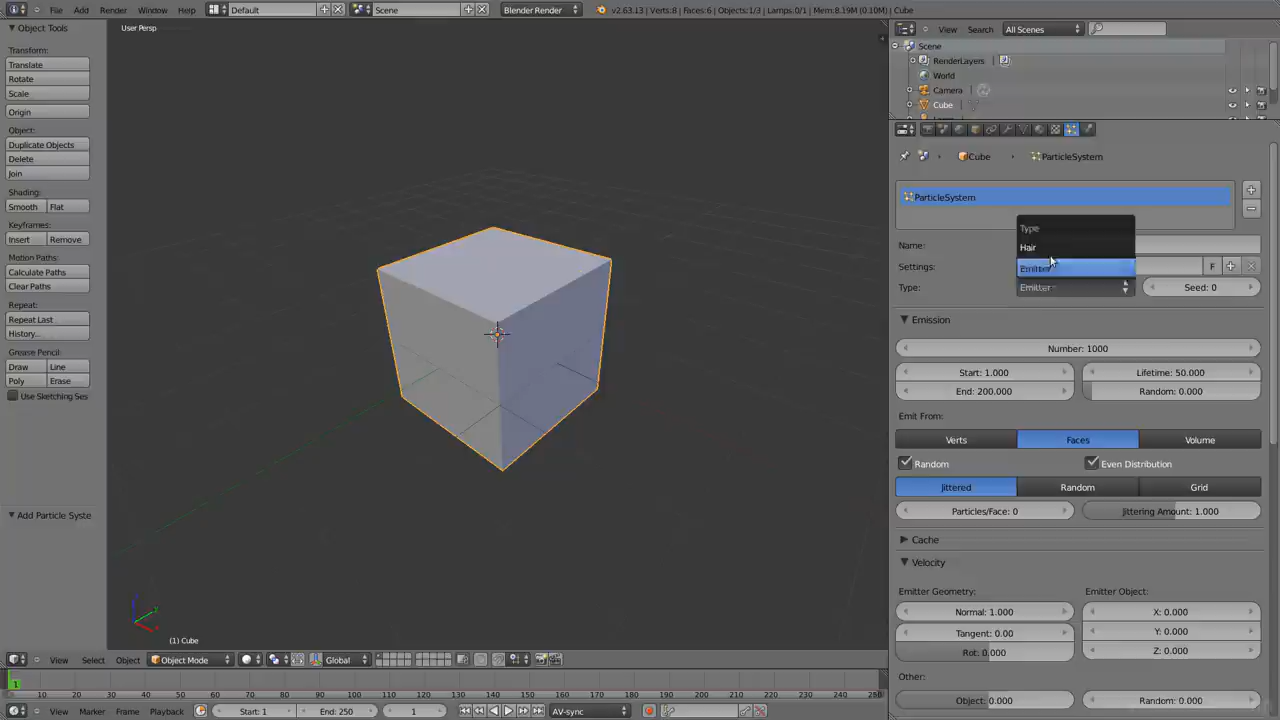 File Add Render Window Help Default Scene Blender Render v2.63.13 | Verts:8 | Faces:6 | Objects:1/3 | Lamps:0/1 | Mem:8.19M (0.10M) | Cube
Object Tools
Transform:
Translate
Rotate
Scale
Origin
Object:
Duplicate Objects
Delete
Join
Shading:
Smooth Flat
Keyframes:
Insert Remove
Motion Paths:
Calculate Paths
Clear Paths
Repeat:
Repeat Last
History...
Grease Pencil:
Draw Line
Poly Erase
Use Sketching Ses
Add Particle Syste
User Persp
(1) Cube
View Select Object Object Mode Global
0 10 20 30 40 50 60 70 80 90 100 110 120 130 140 150 160 170 180 190 200 210 220 230 240 250
1
View Marker Frame Playback Start: 1 End: 250 1 AV-sync
View Search All Scenes
Scene
RenderLayers
World
Camera
Cube
Cube ParticleSystem
ParticleSystem
Name:
Settings: F
Type: Emitter Seed: 0
Type
Hair
Emitter
Emission
Number: 1000
Start: 1.000 Lifetime: 50.000
End: 200.000 Random: 0.000
Emit From:
Verts Faces Volume
Random Even Distribution
Jittered Random Grid
Particles/Face: 0 Jittering Amount: 1.000
Cache
Velocity
Emitter Geometry: Emitter Object:
Normal: 1.000 X: 0.000
Tangent: 0.00 Y: 0.000
Rot: 0.000 Z: 0.000
Other:
Object: 0.000 Random: 0.000